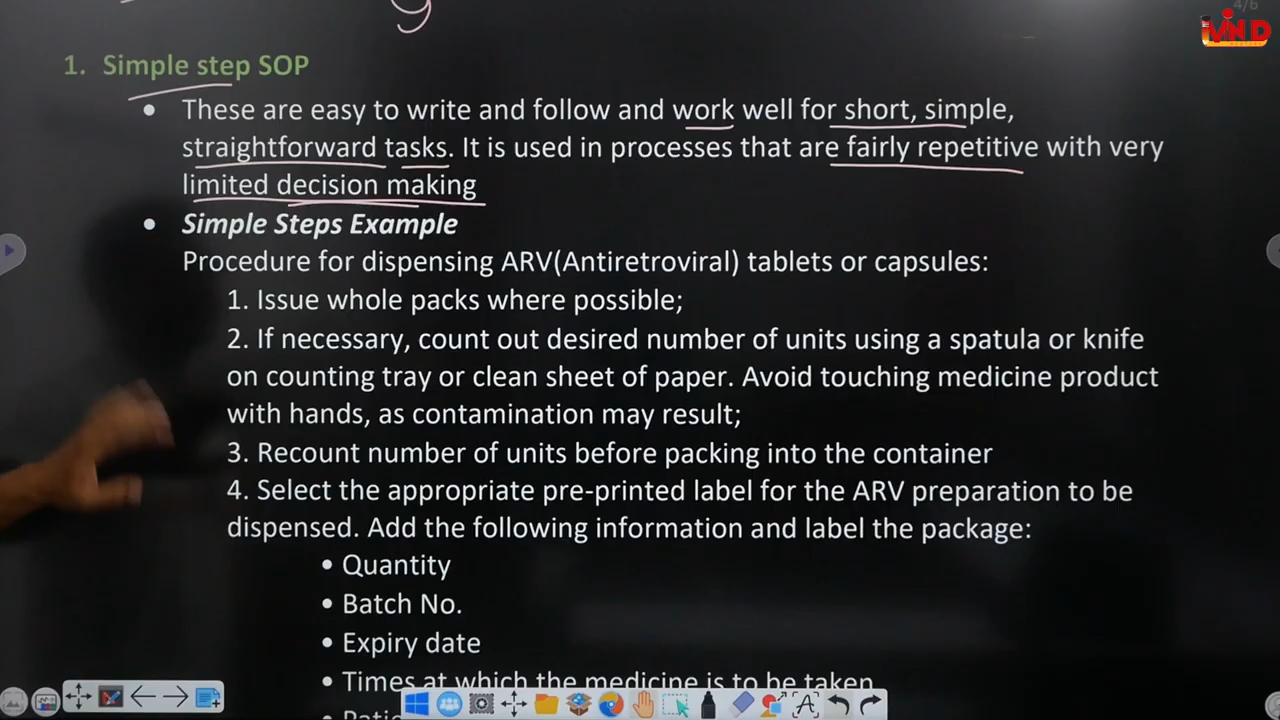 4/6
iVND
1. Simple step SOP
• These are easy to write and follow and work well for short, simple,
straightforward tasks. It is used in processes that are fairly repetitive with very
limited decision making
• Simple Steps Example
Procedure for dispensing ARV(Antiretroviral) tablets or capsules:
1. Issue whole packs where possible;
2. If necessary, count out desired number of units using a spatula or knife
on counting tray or clean sheet of paper. Avoid touching medicine product
with hands, as contamination may result;
3. Recount number of units before packing into the container
4. Select the appropriate pre-printed label for the ARV preparation to be
dispensed. Add the following information and label the package:
• Quantity
• Batch No.
• Expiry date
• Times at which the medicine is to be taken